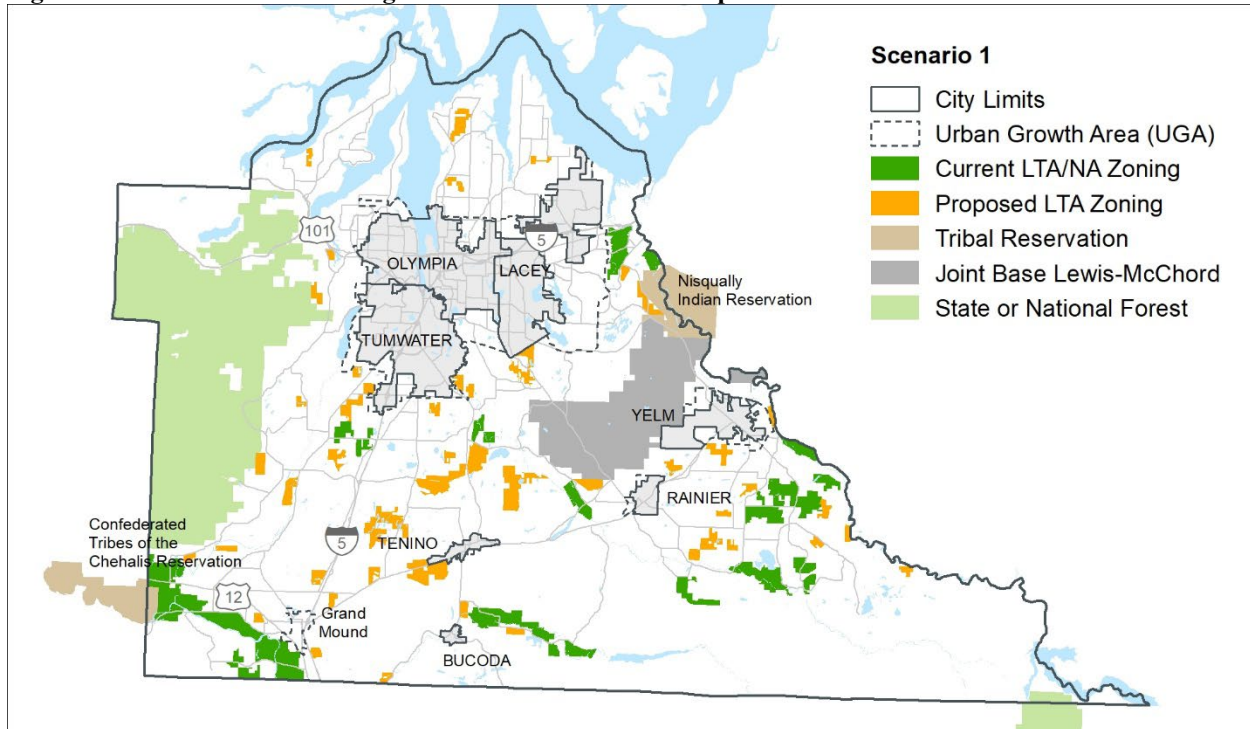 Scenario 1
City Limits
Urban Growth Area (UGA)
Current LTA/NA Zoning
Proposed LTA Zoning
Tribal Reservation
Joint Base Lewis-McChord
State or National Forest
101
5
OLYMPIA
LACEY
Nisqually
Indian Reservation
TUMWATER
YELM
RAINIER
Confederated
Tribes of the
Chehalis Reservation
5
TENINO
12
Grand
Mound
BUCODA